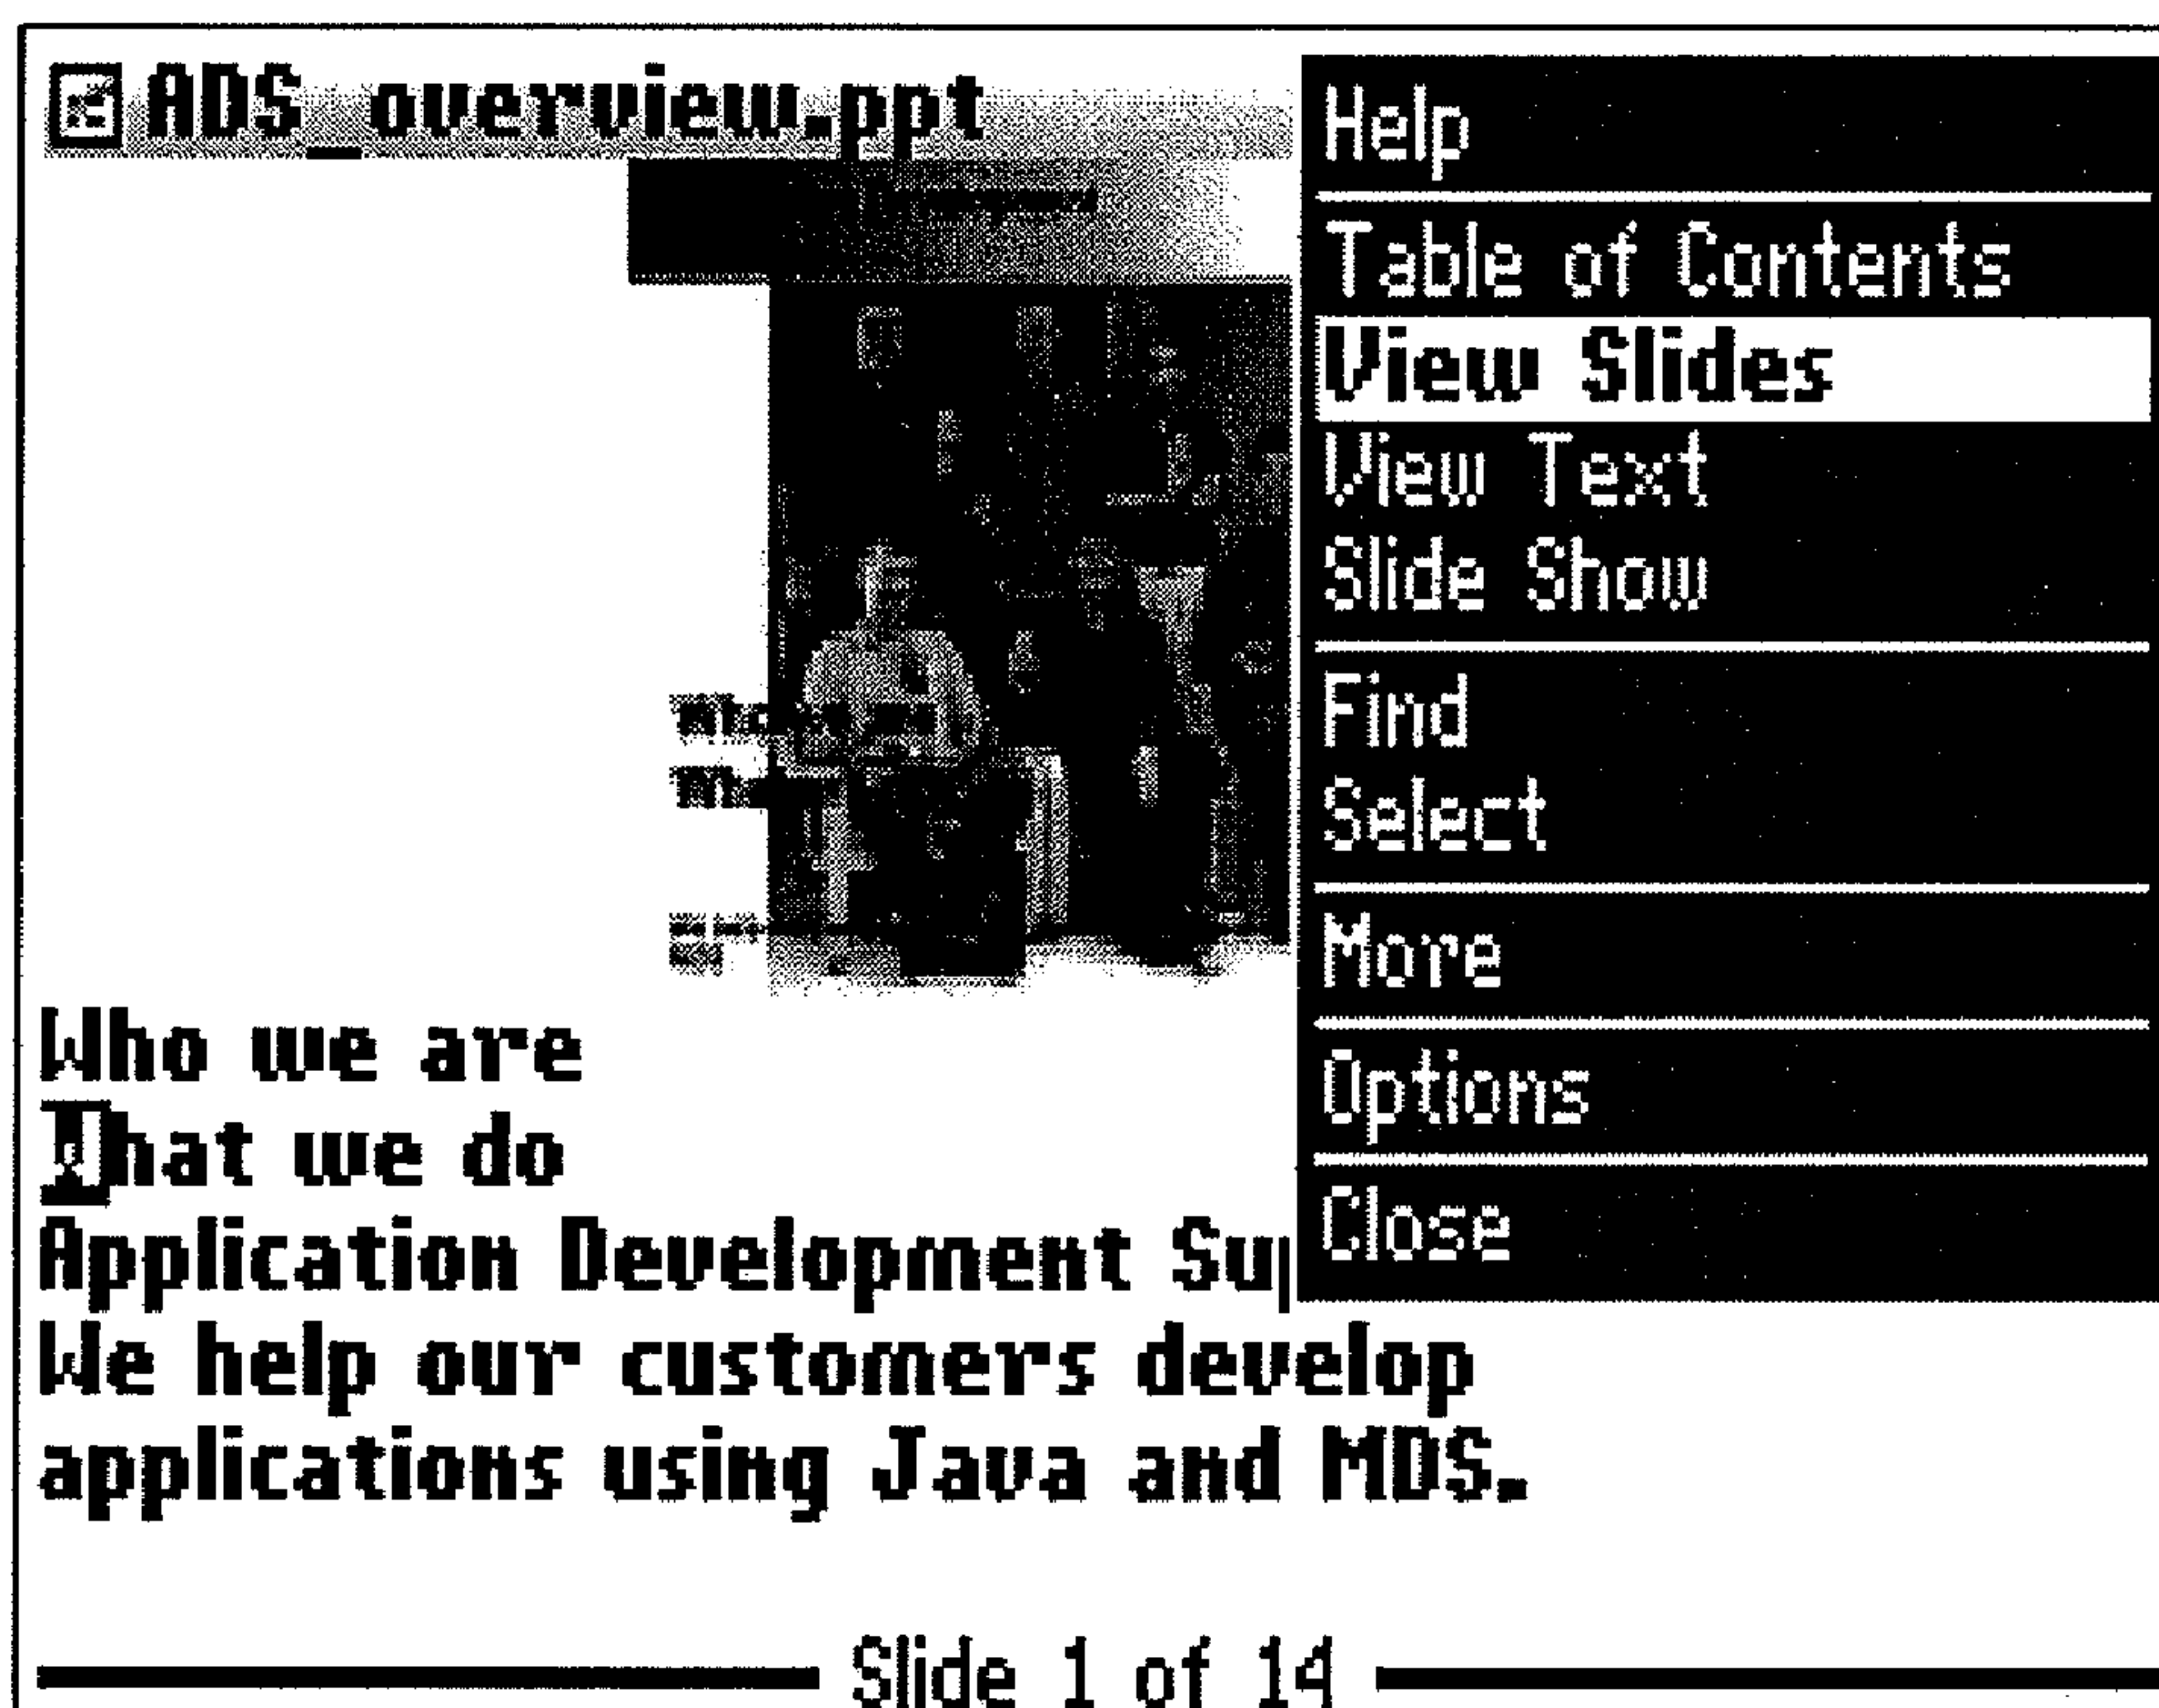 ADS_overview.ppt
Help
Table of Contents
View Slides
View Text
Slide Show
Find
Select
More
Options
Close
Who we are
What we do
Application Development Sup
We help our customers develop
applications using Java and MDS.
Slide 1 of 14